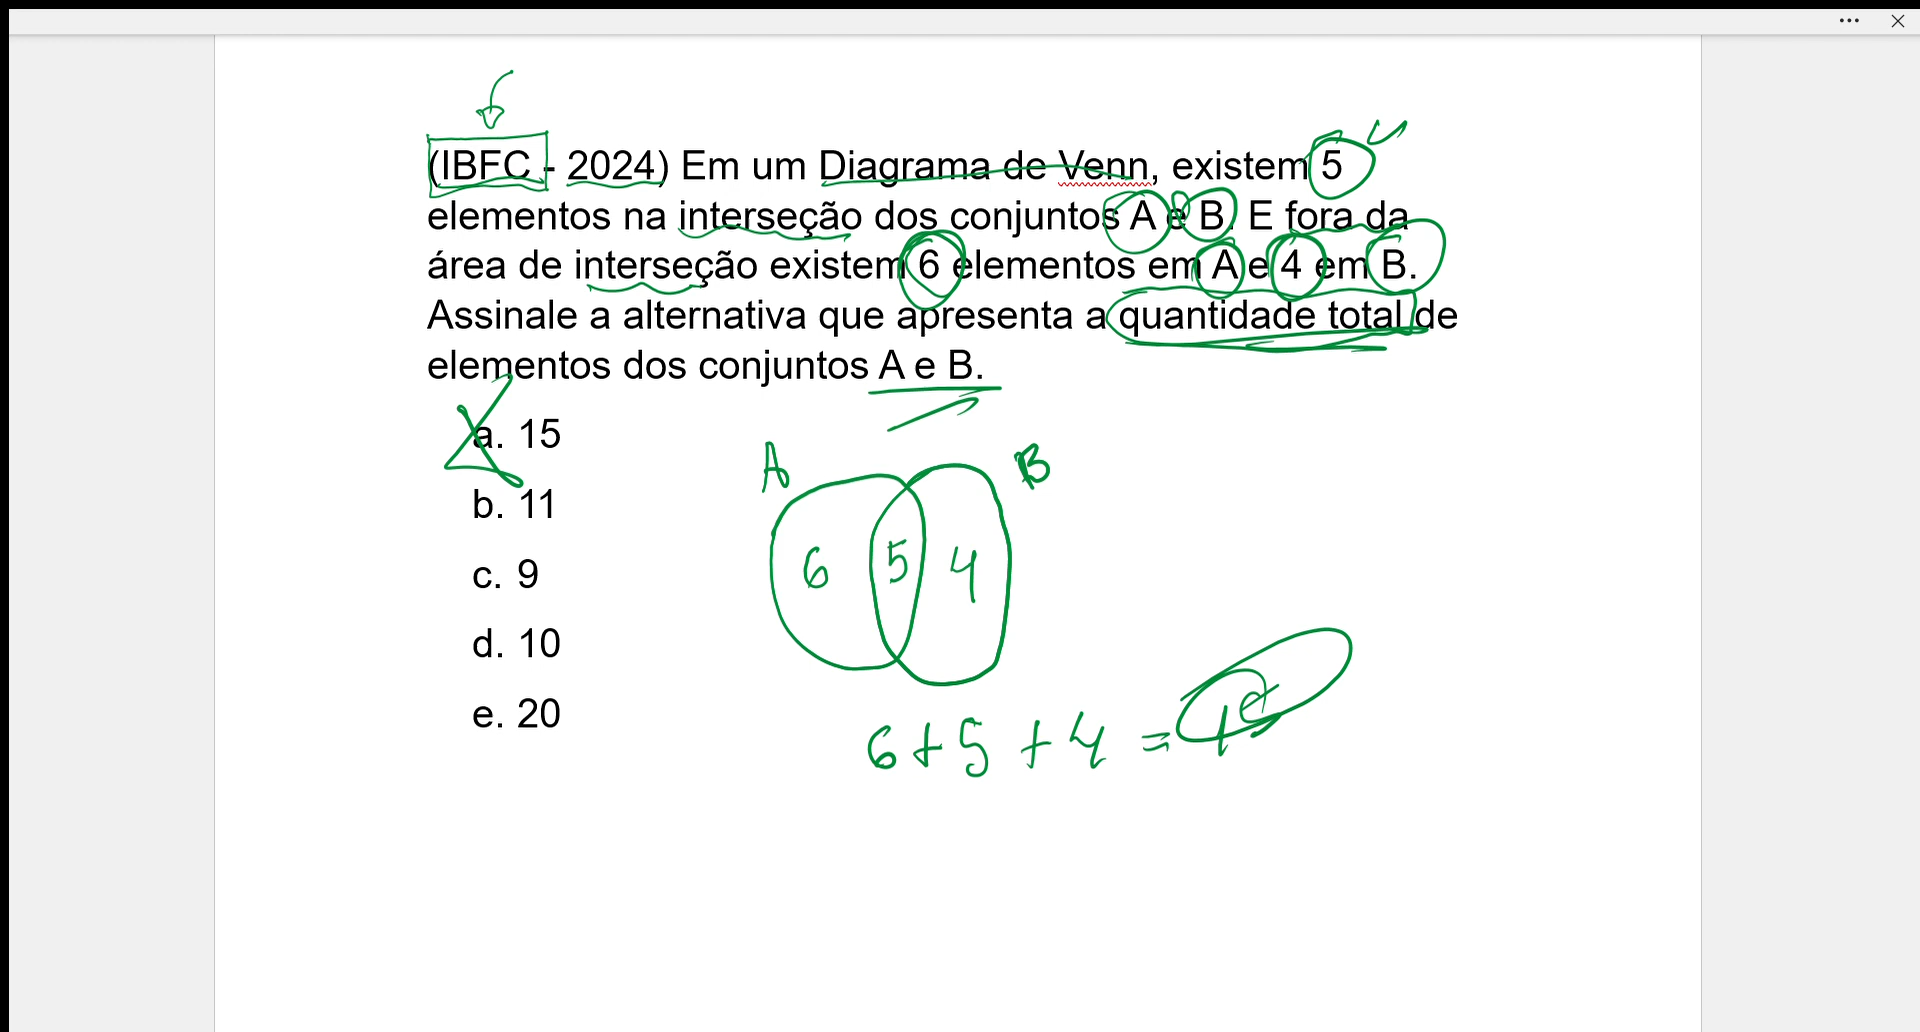 (IBFC - 2024) Em um Diagrama de Venn, existem 5
elementos na interseção dos conjuntos A e B. E fora da
área de interseção existem 6 elementos em A e 4 em B.
Assinale a alternativa que apresenta a quantidade total de
elementos dos conjuntos A e B.
a. 15
b. 11
c. 9
d. 10
e. 20
A B
6 5 4
6 + 5 + 4 =